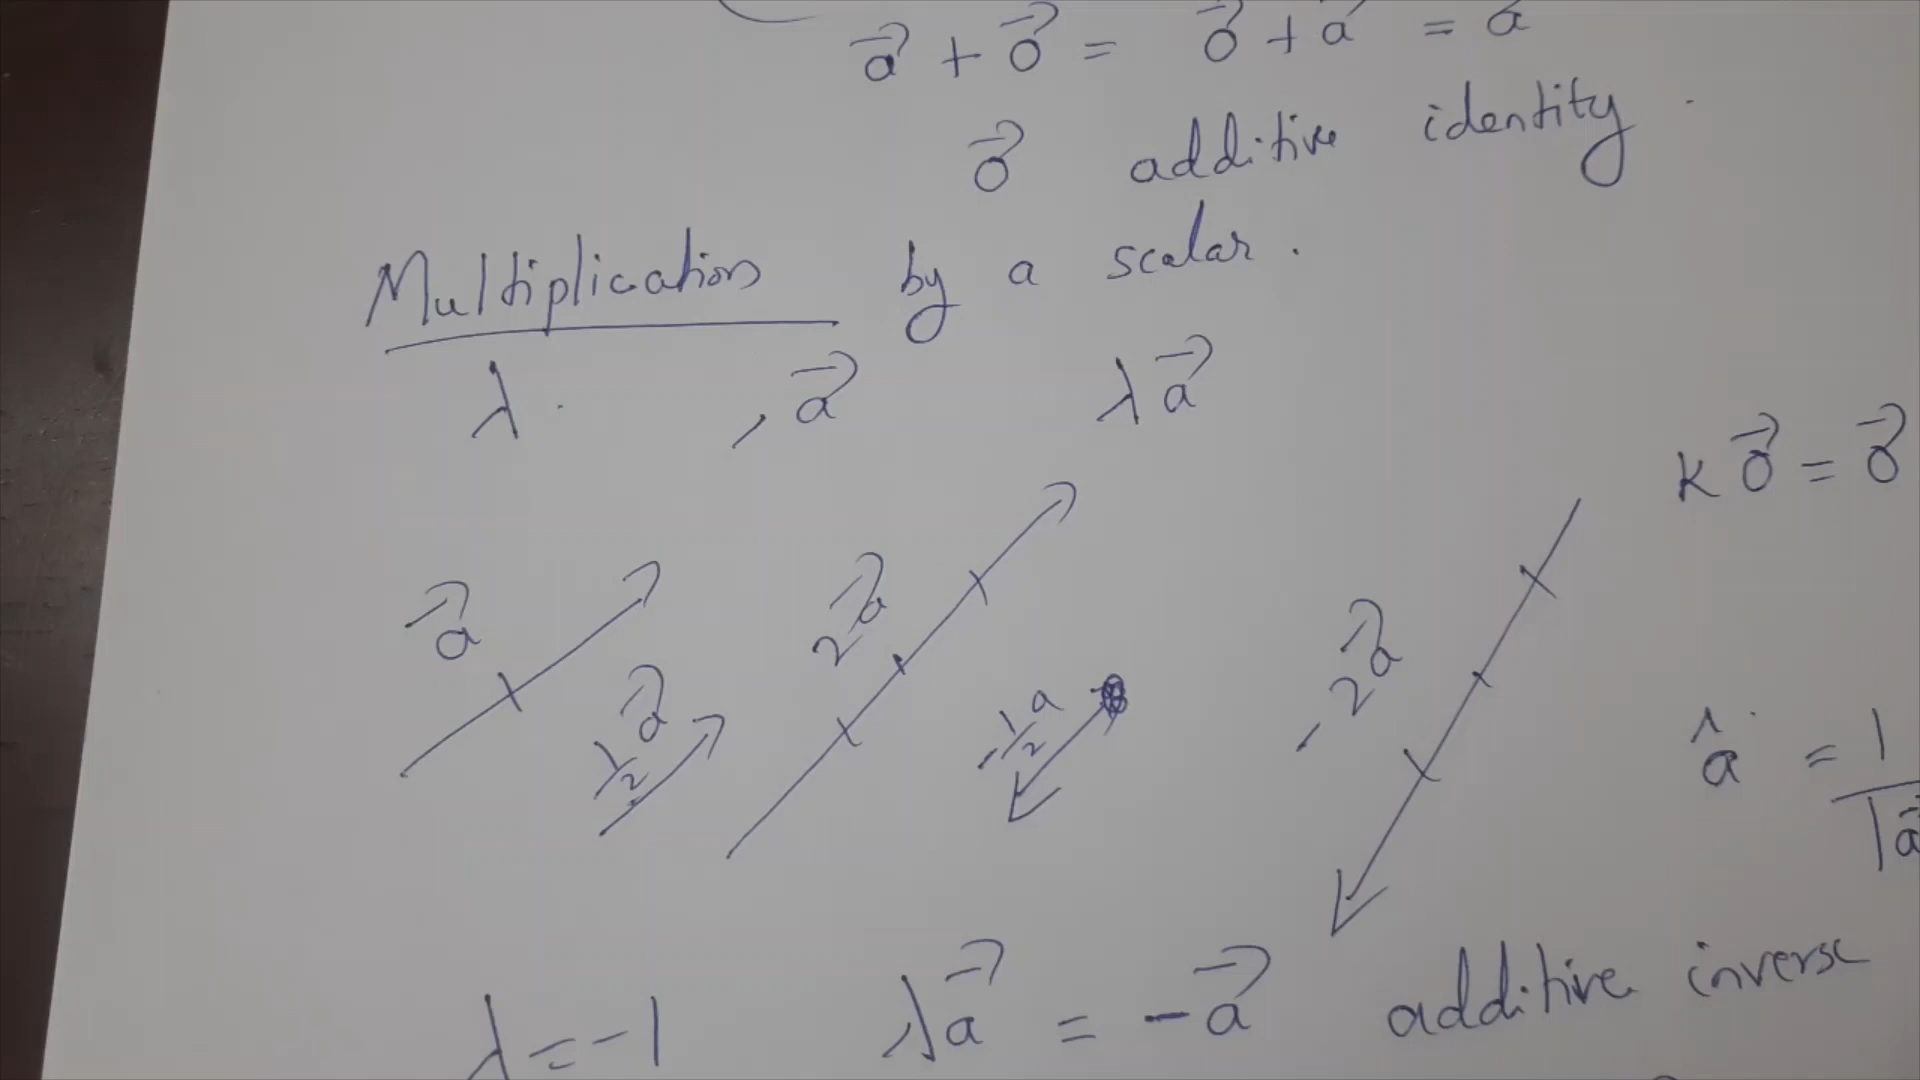 a⃗ + 0⃗ = 0⃗ + a⃗ = a
0⃗ additive identity.
Multiplication by a scalar.
λ , a⃗ λa⃗
k0⃗ = 0⃗
a⃗ 2a⃗ -2a⃗
1/2 a⃗ -1/2 a
â = 1/|a⃗
λ = -1 λa⃗ = -a⃗ additive inverse